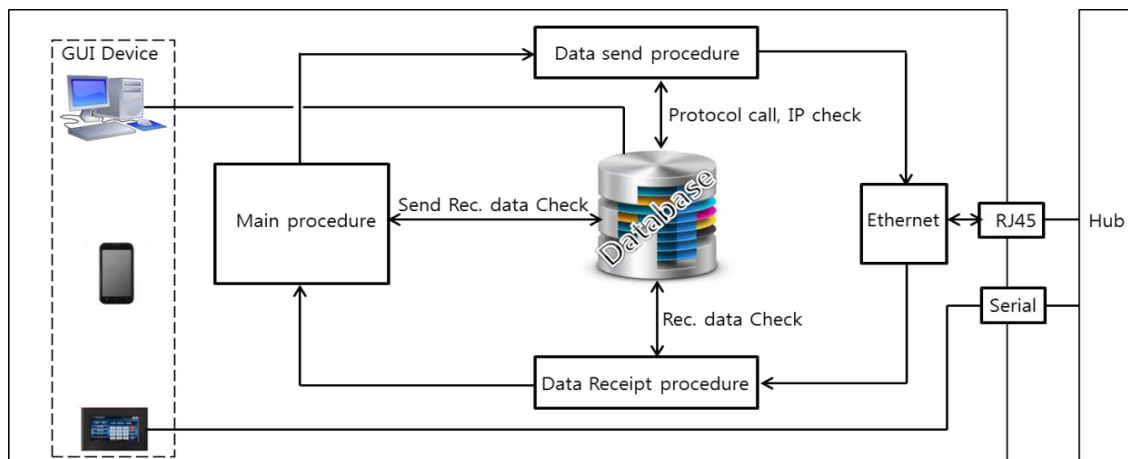 GUI Device
Data send procedure
Protocol call, IP check
Main procedure
Send Rec. data Check
Database
Ethernet
RJ45
Hub
Serial
Rec. data Check
Data Receipt procedure